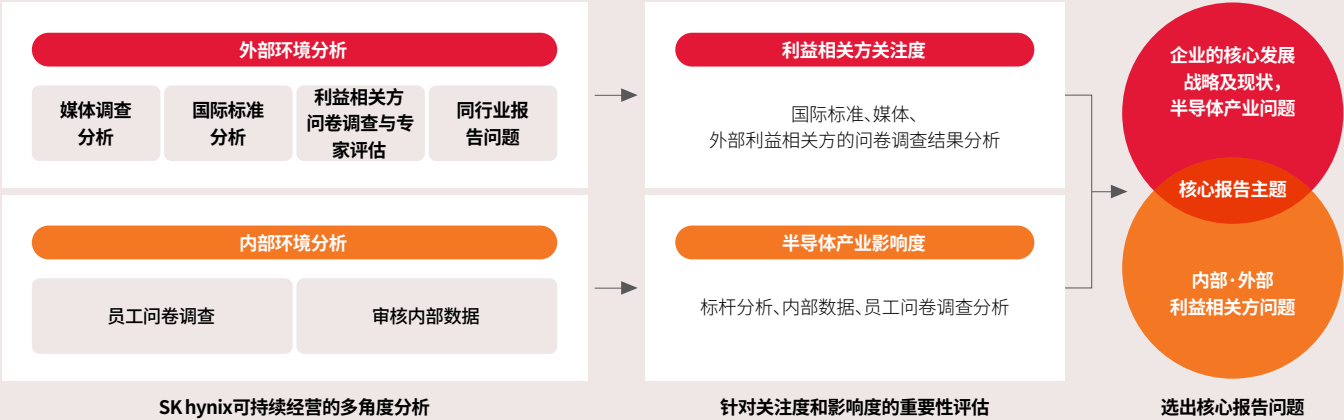 外部环境分析
媒体调查
分析
国际标准
分析
利益相关方
问卷调查与专
家评估
同行业报
告问题
内部环境分析
员工问卷调查
审核内部数据
SK hynix可持续经营的多角度分析
利益相关方关注度
国际标准、媒体、
外部利益相关方的问卷调查结果分析
半导体产业影响度
标杆分析、内部数据、员工问卷调查分析
针对关注度和影响度的重要性评估
企业的核心发展
战略及现状，
半导体产业问题
核心报告主题
内部·外部
利益相关方问题
选出核心报告问题